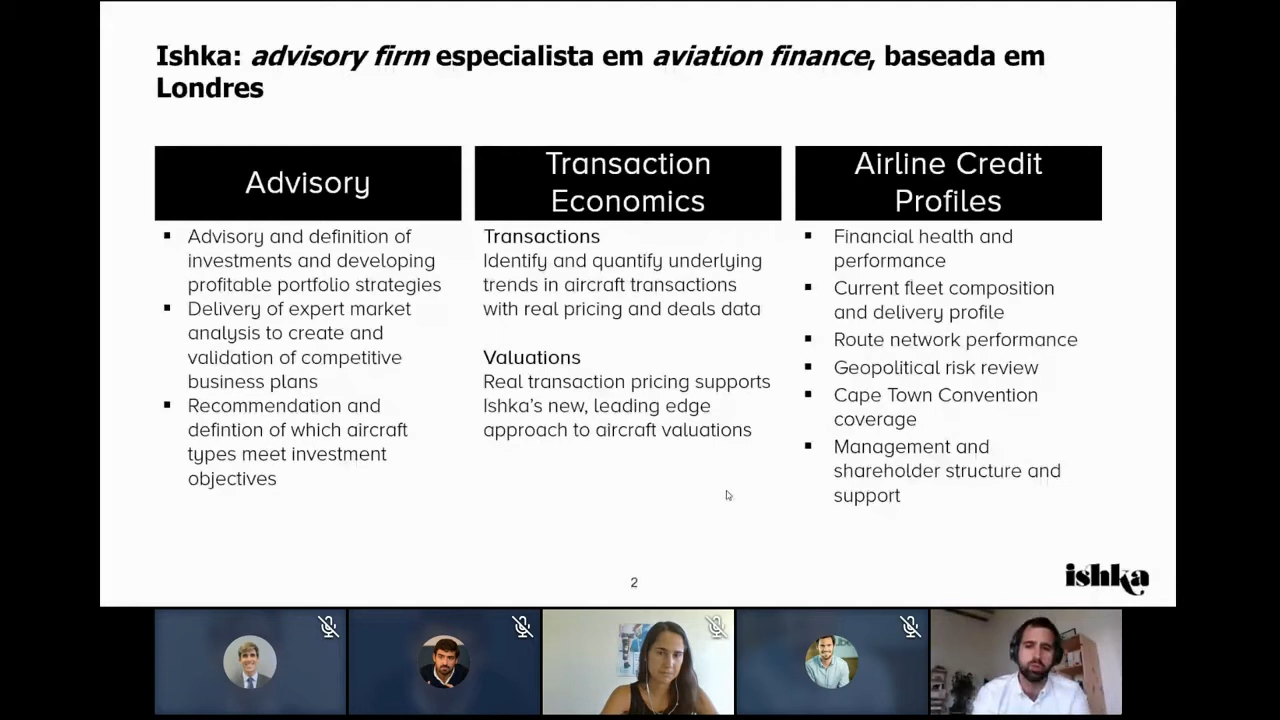 Ishka: advisory firm especialista em aviation finance, baseada em
Londres
Advisory
Advisory and definition of
investments and developing
profitable portfolio strategies
Delivery of expert market
analysis to create and
validation of competitive
business plans
Recommendation and
defintion of which aircraft
types meet investment
objectives
Transaction
Economics
Transactions
Identify and quantify underlying
trends in aircraft transactions
with real pricing and deals data
Valuations
Real transaction pricing supports
Ishka's new, leading edge
approach to aircraft valuations
Airline Credit
Profiles
Financial health and
performance
Current fleet composition
and delivery profile
Route network performance
Geopolitical risk review
Cape Town Convention
coverage
Management and
shareholder structure and
support
2
ishka